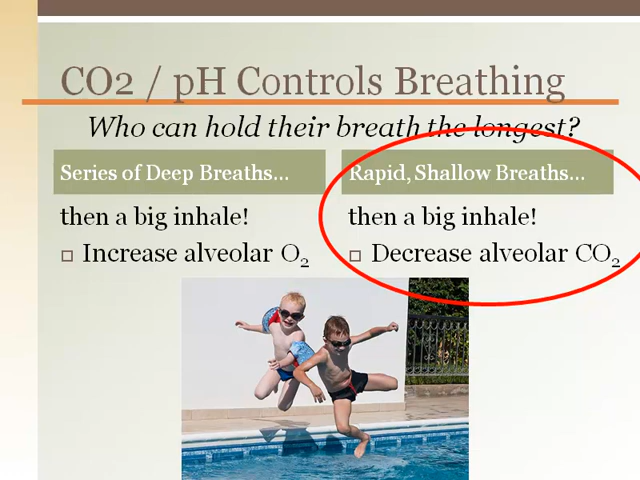 CO2 / pH Controls Breathing
Who can hold their breath the longest?
Series of Deep Breaths...
then a big inhale!
Increase alveolar O₂
Rapid, Shallow Breaths...
then a big inhale!
Decrease alveolar CO₂